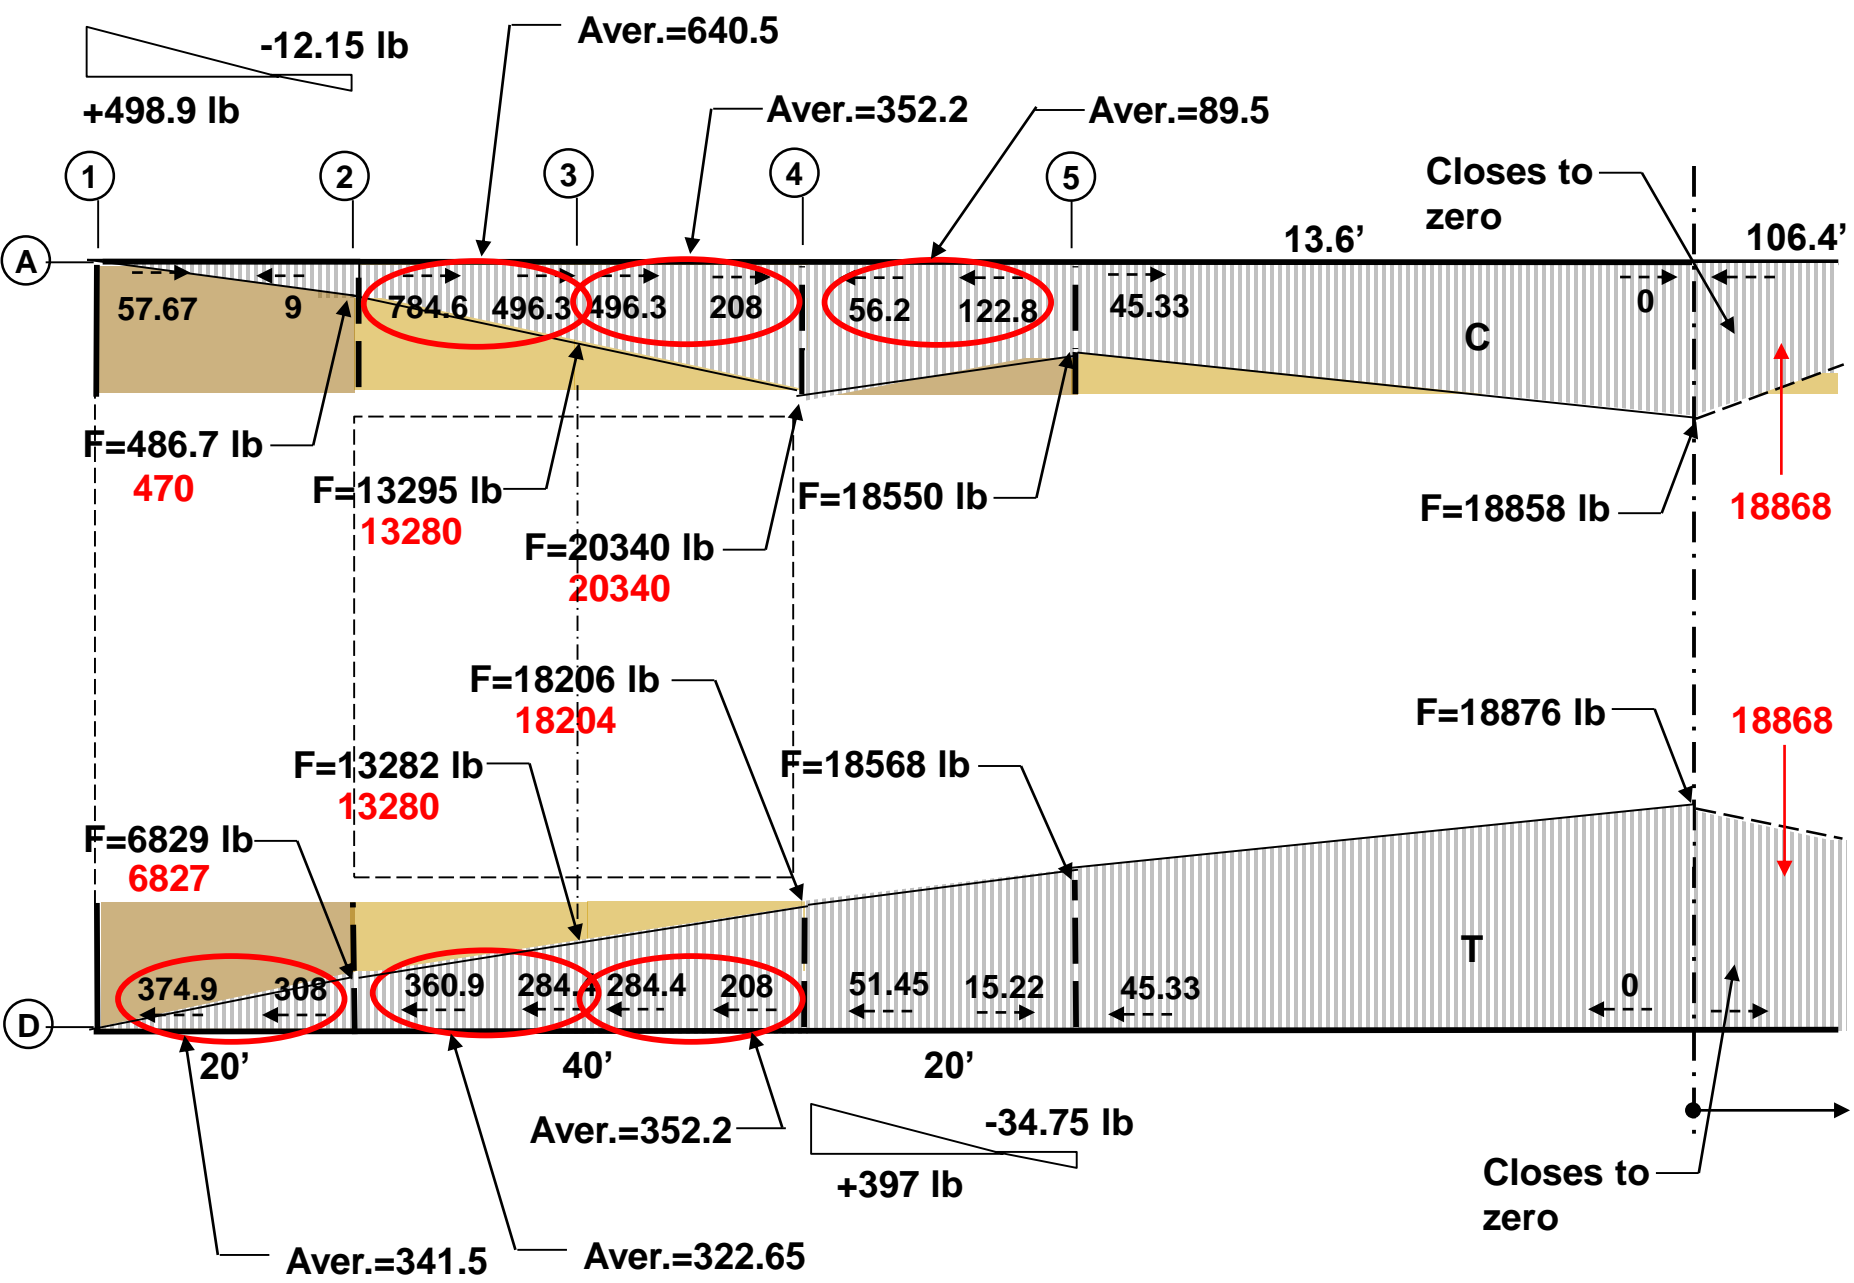 Aver.=640.5
-12.15 lb
+498.9 lb
Aver.=352.2
Aver.=89.5
1
2
3
4
5
Closes to
zero
13.6’
106.4’
A
57.67
9
784.6
496.3
496.3
208
56.2
122.8
45.33
0
C
F=486.7 lb
470
F=13295 lb
13280
F=20340 lb
20340
F=18550 lb
F=18858 lb
18868
F=18206 lb
18204
F=18876 lb
18868
F=13282 lb
13280
F=18568 lb
F=6829 lb
6827
T
374.9
308
360.9
284.4
284.4
208
51.45
15.22
45.33
0
D
20’
40’
20’
Aver.=352.2
-34.75 lb
+397 lb
Closes to
zero
Aver.=341.5
Aver.=322.65